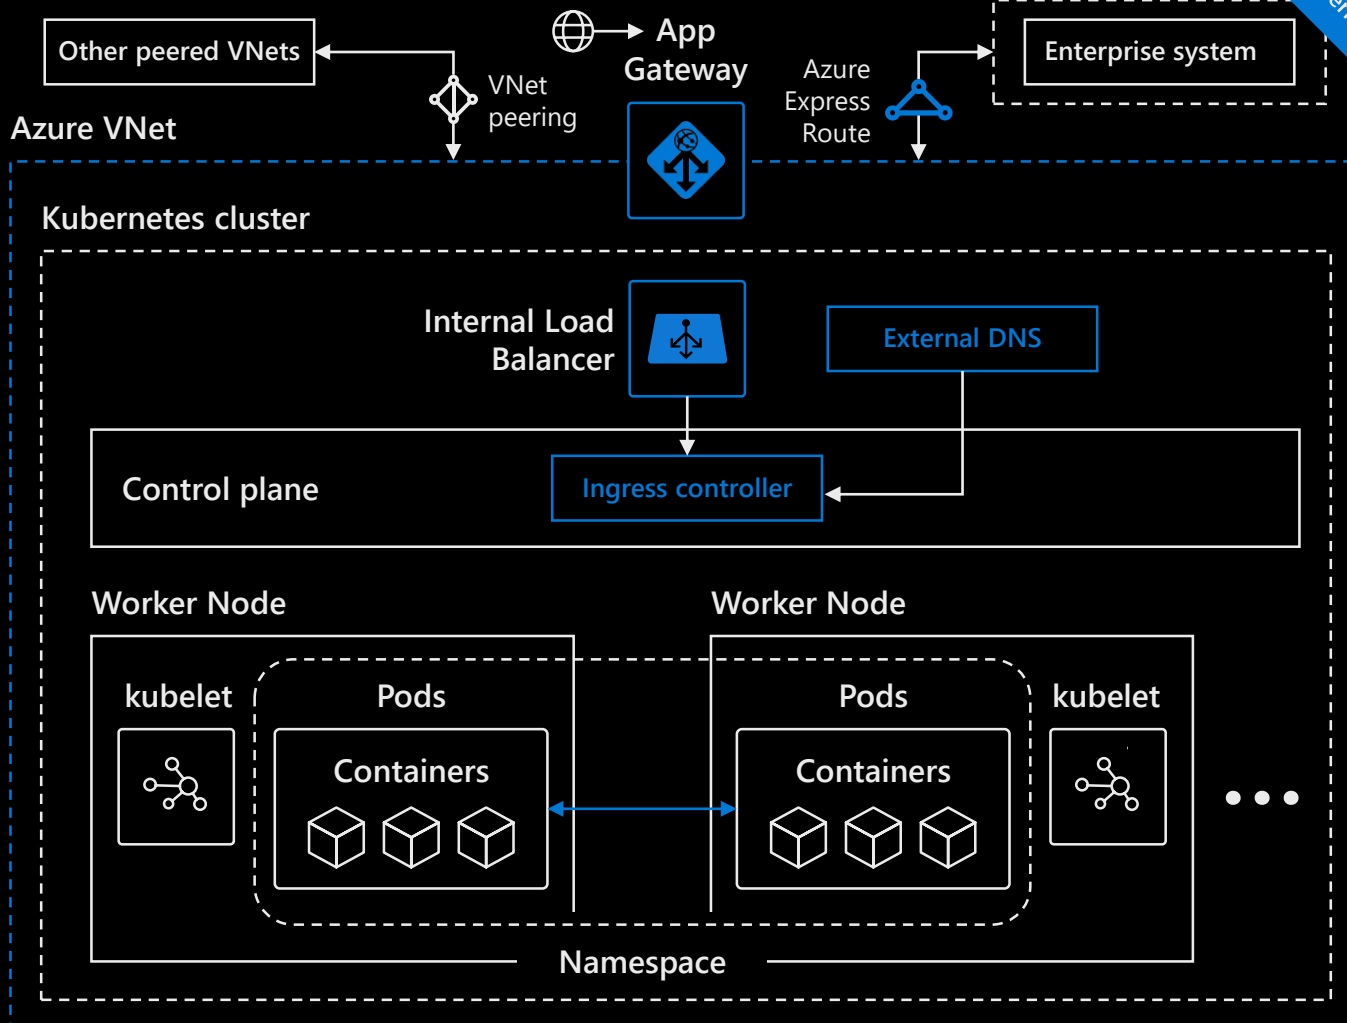 Other peered VNets
VNet
peering
App
Gateway
Azure
Express
Route
Enterprise system
Azure VNet
Kubernetes cluster
Internal Load
Balancer
External DNS
Control plane
Ingress controller
Worker Node
Worker Node
kubelet
Pods
Pods
kubelet
Containers
Containers
Namespace